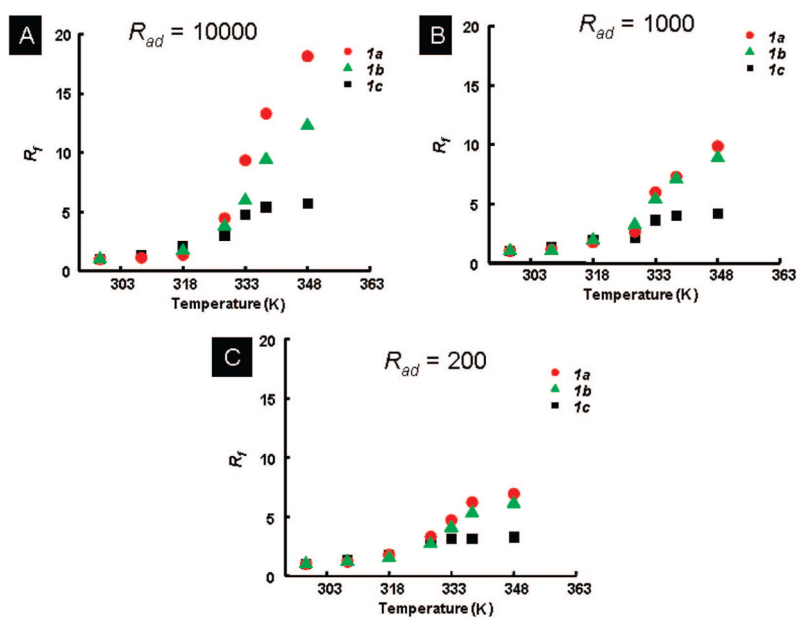 A
R_ad = 10000
1a
1b
1c
20
15
10
5
0
R_f
303 318 333 348 363
Temperature (K)
B
R_ad = 1000
1a
1b
1c
20
15
10
5
0
R_f
303 318 333 348 363
Temperature (K)
C
R_ad = 200
1a
1b
1c
20
15
10
5
0
R_f
303 318 333 348 363
Temperature (K)